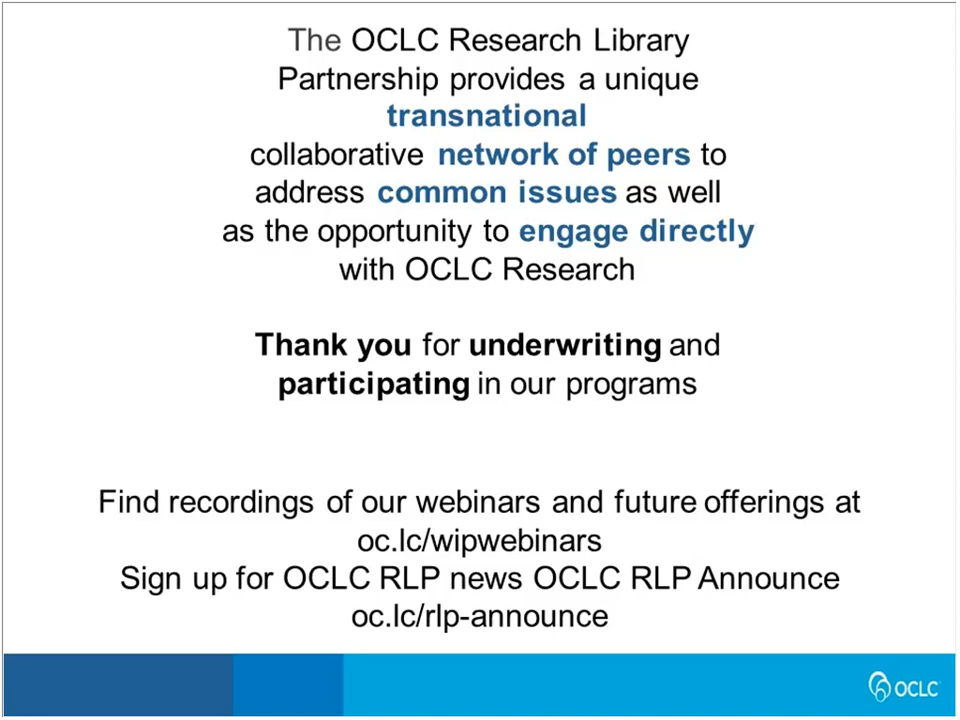 The OCLC Research Library
Partnership provides a unique
transnational
collaborative network of peers to
address common issues as well
as the opportunity to engage directly
with OCLC Research
Thank you for underwriting and
participating in our programs
Find recordings of our webinars and future offerings at
oc.lc/wipwebinars
Sign up for OCLC RLP news OCLC RLP Announce
oc.lc/rlp-announce
OCLC